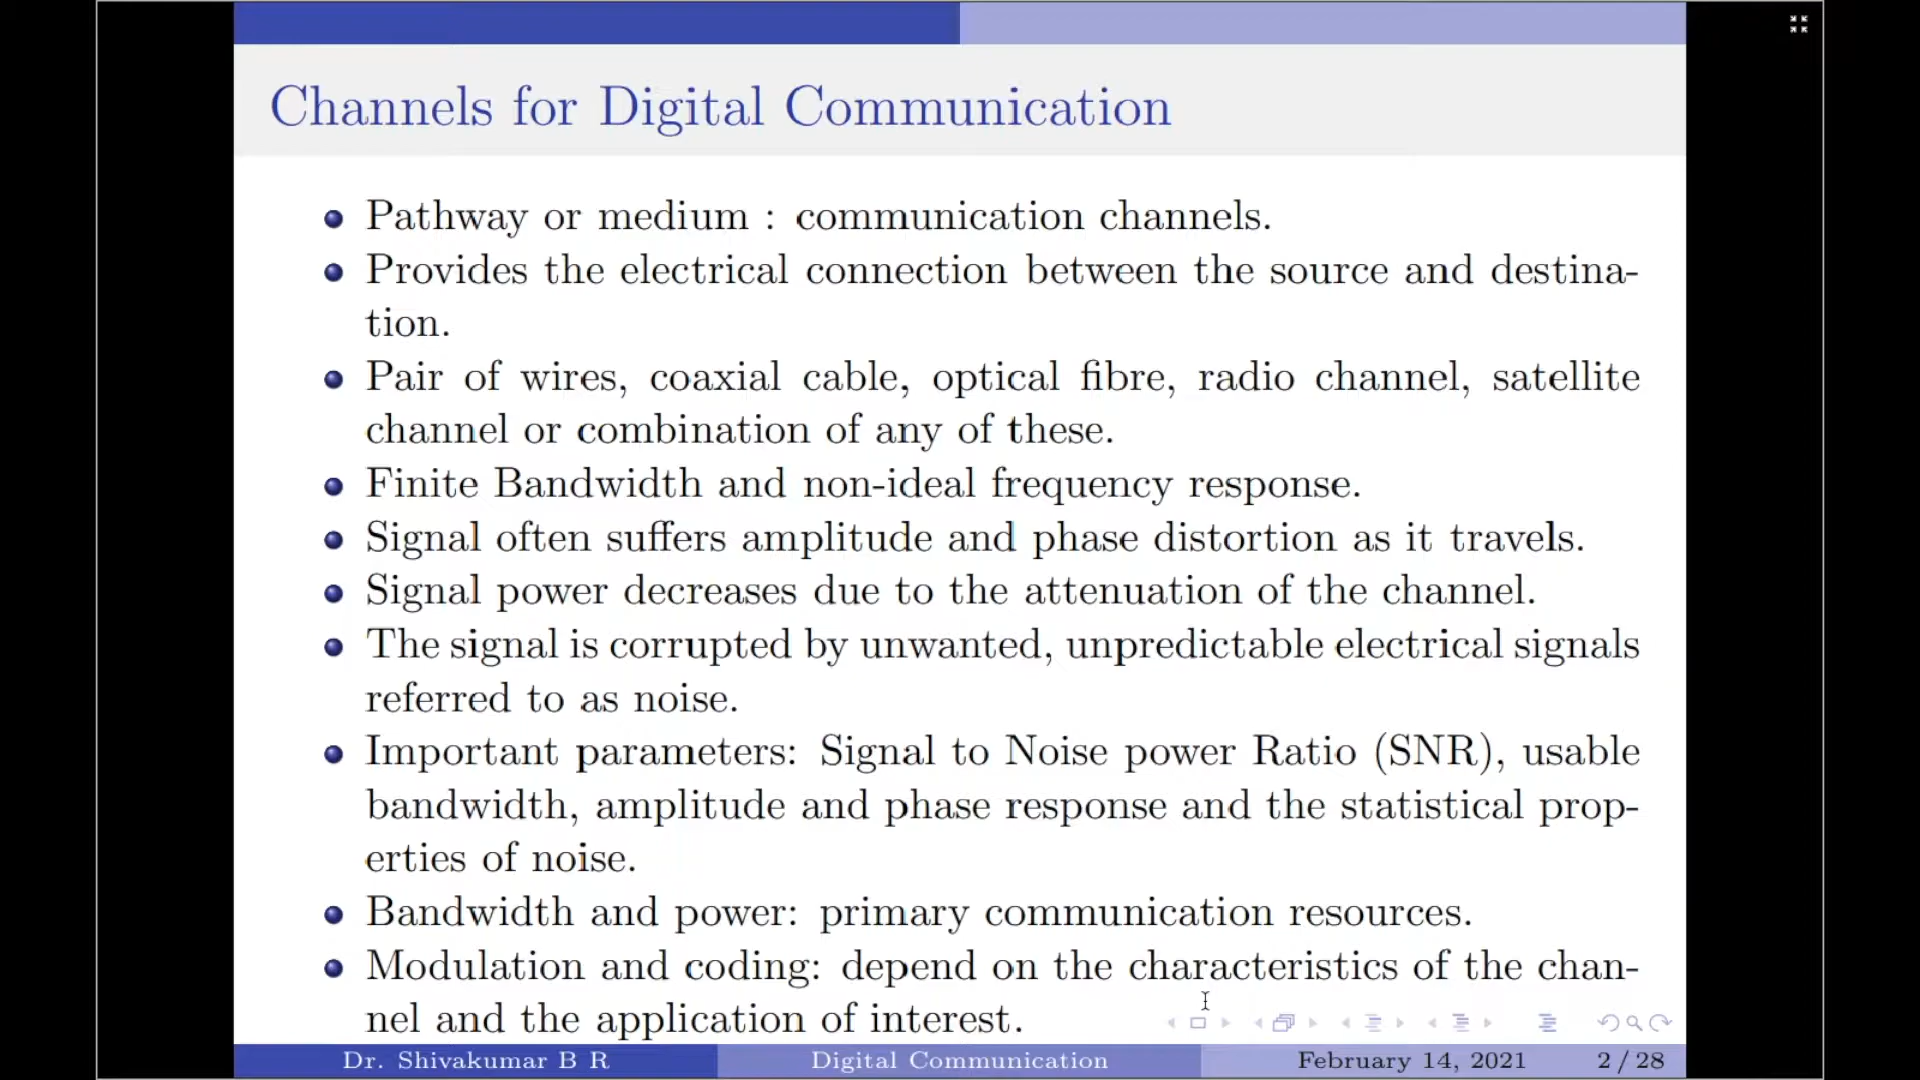 Channels for Digital Communication
Pathway or medium : communication channels.
Provides the electrical connection between the source and destina-
tion.
Pair of wires, coaxial cable, optical fibre, radio channel, satellite
channel or combination of any of these.
Finite Bandwidth and non-ideal frequency response.
Signal often suffers amplitude and phase distortion as it travels.
Signal power decreases due to the attenuation of the channel.
The signal is corrupted by unwanted, unpredictable electrical signals
referred to as noise.
Important parameters: Signal to Noise power Ratio (SNR), usable
bandwidth, amplitude and phase response and the statistical prop-
erties of noise.
Bandwidth and power: primary communication resources.
Modulation and coding: depend on the characteristics of the chan-
nel and the application of interest.
Dr. Shivakumar B R Digital Communication February 14, 2021 2 / 28